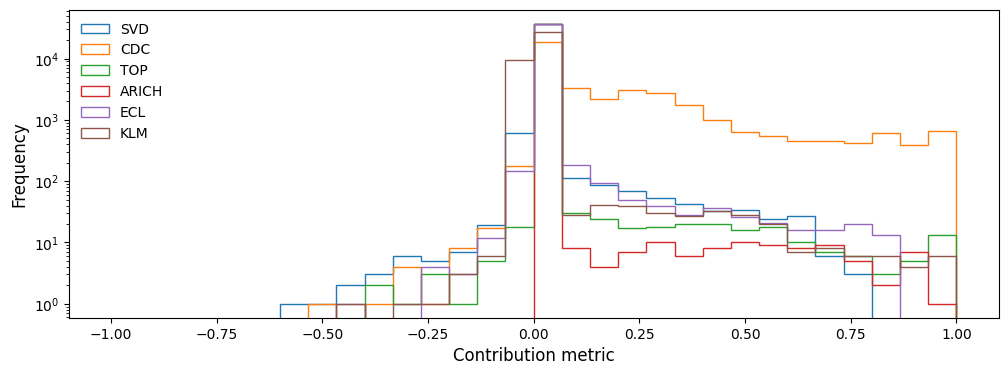 SVD
CDC
TOP
ARICH
ECL
KLM
Frequency
10⁴
10³
10²
10¹
10⁰
−1.00 −0.75 −0.50 −0.25 0.00 0.25 0.50 0.75 1.00
Contribution metric